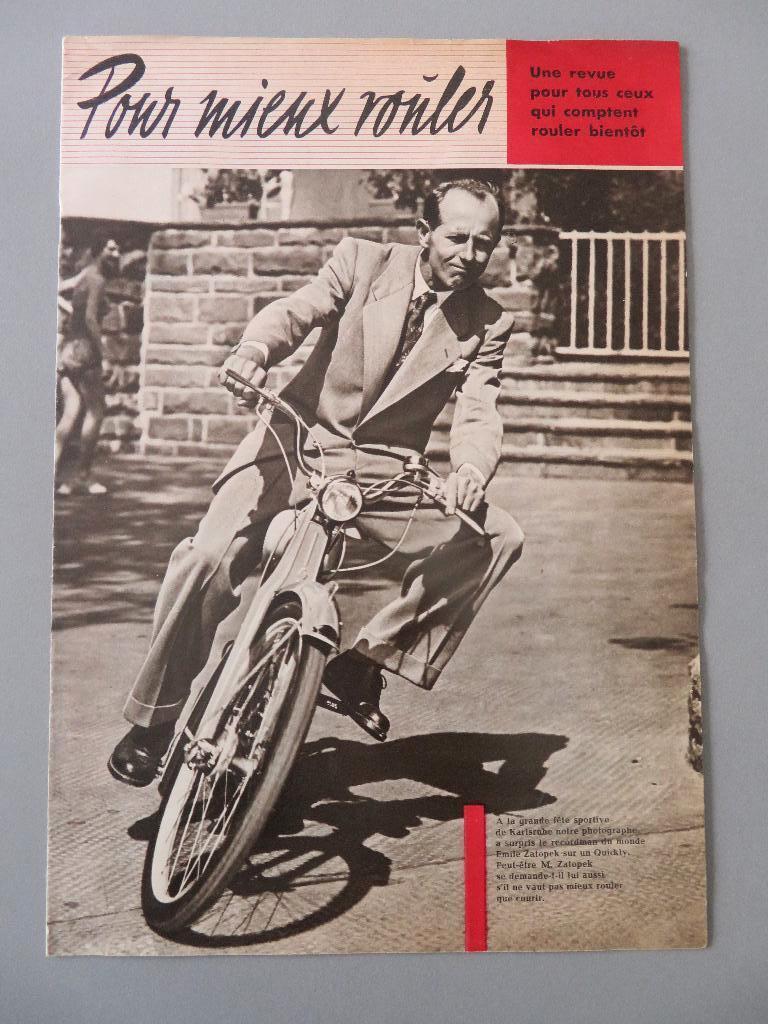 Pour mieux rouler
Une revue
pour tous ceux
qui comptent
rouler bientôt
A la grande fête sportive
de Karlsruhe notre photographe
a surpris le recordman du monde
Emile Zatopek sur un Quickly.
Peut-être M. Zatopek
se demande-t-il lui aussi
s'il ne vaut pas mieux rouler
que courir.